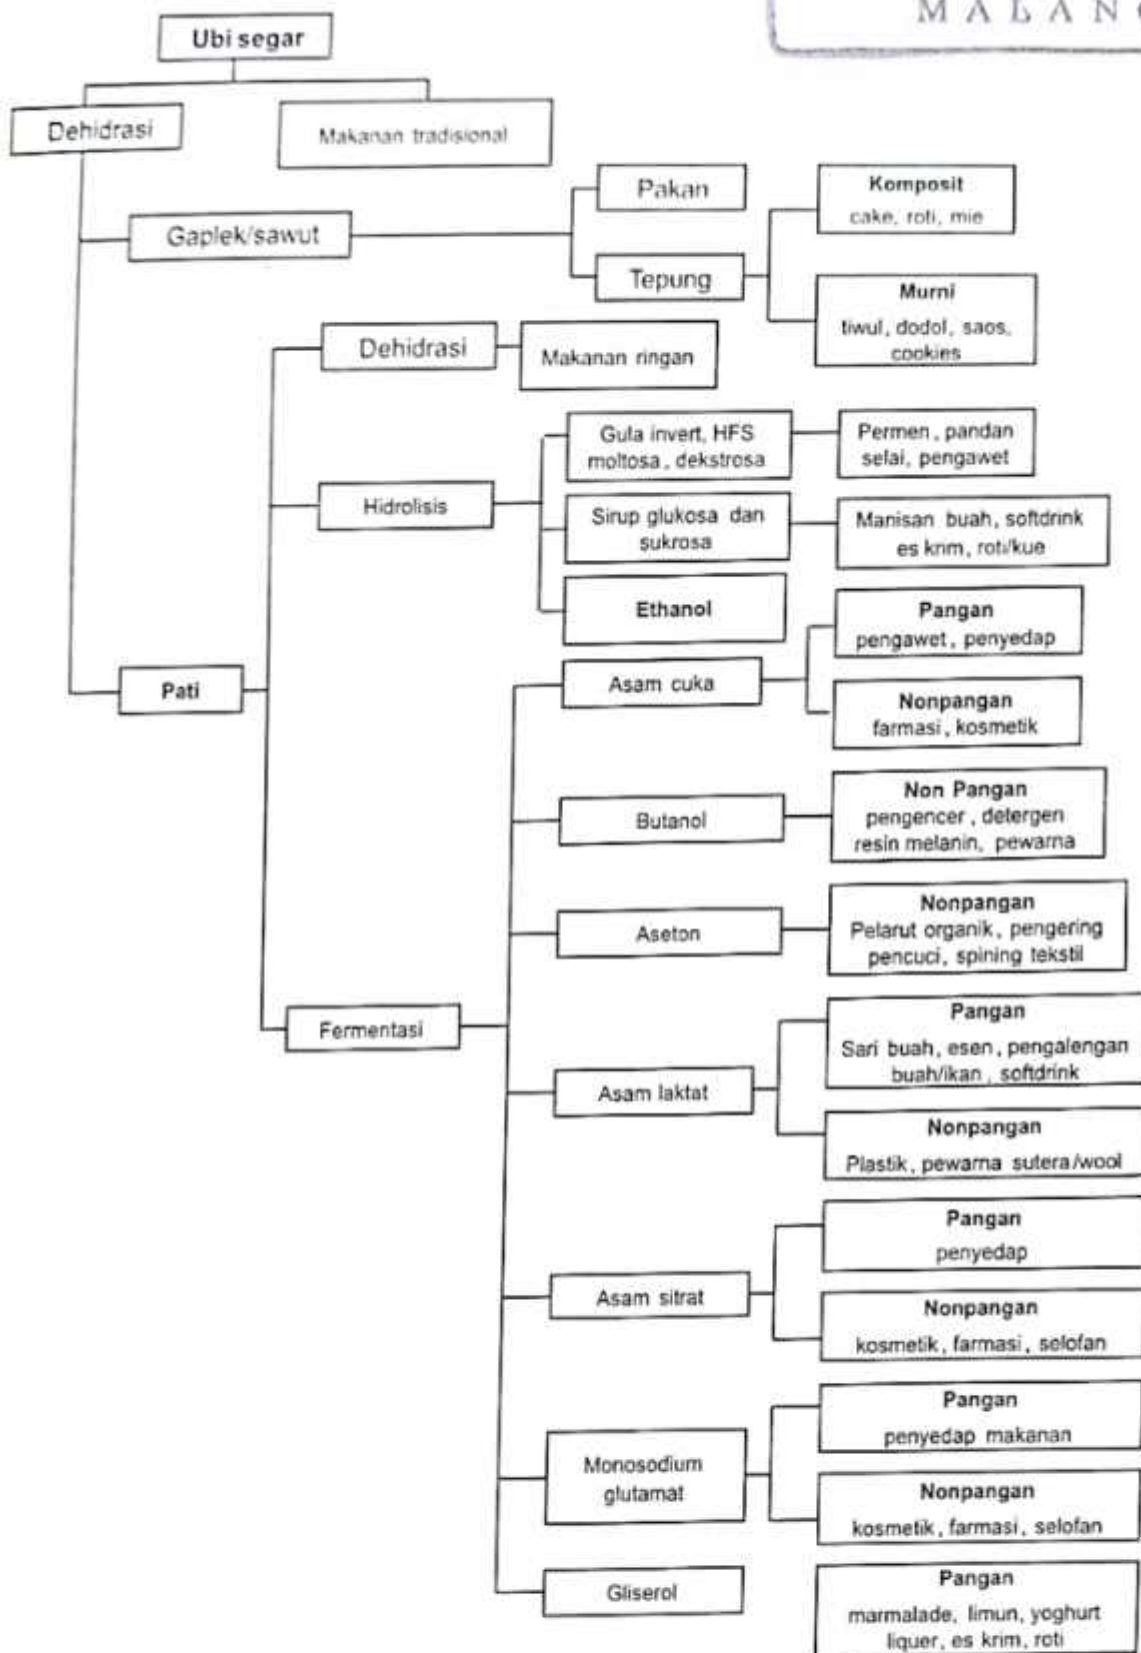 MALANG
Ubi segar
Dehidrasi
Makanan tradisional
Gaplek/sawut
Pakan
Tepung
Komposit
cake, roti, mie
Murni
tiwul, dodol, saos,
cookies
Pati
Dehidrasi
Makanan ringan
Hidrolisis
Gula invert, HFS
moltosa, dekstrosa
Permen, pandan
selai, pengawet
Sirup glukosa dan
sukrosa
Manisan buah, softdrink
es krim, roti/kue
Ethanol
Fermentasi
Asam cuka
Pangan
pengawet, penyedap
Nonpangan
farmasi, kosmetik
Butanol
Non Pangan
pengencer, detergen
resin melanin, pewarna
Aseton
Nonpangan
Pelarut organik, pengering
pencuci, spining tekstil
Asam laktat
Pangan
Sari buah, esen, pengalengan
buah/ikan, softdrink
Nonpangan
Plastik, pewarna sutera/wool
Asam sitrat
Pangan
penyedap
Nonpangan
kosmetik, farmasi, selofan
Monosodium
glutamat
Pangan
penyedap makanan
Nonpangan
kosmetik, farmasi, selofan
Gliserol
Pangan
marmalade, limun, yoghurt
liquer, es krim, roti